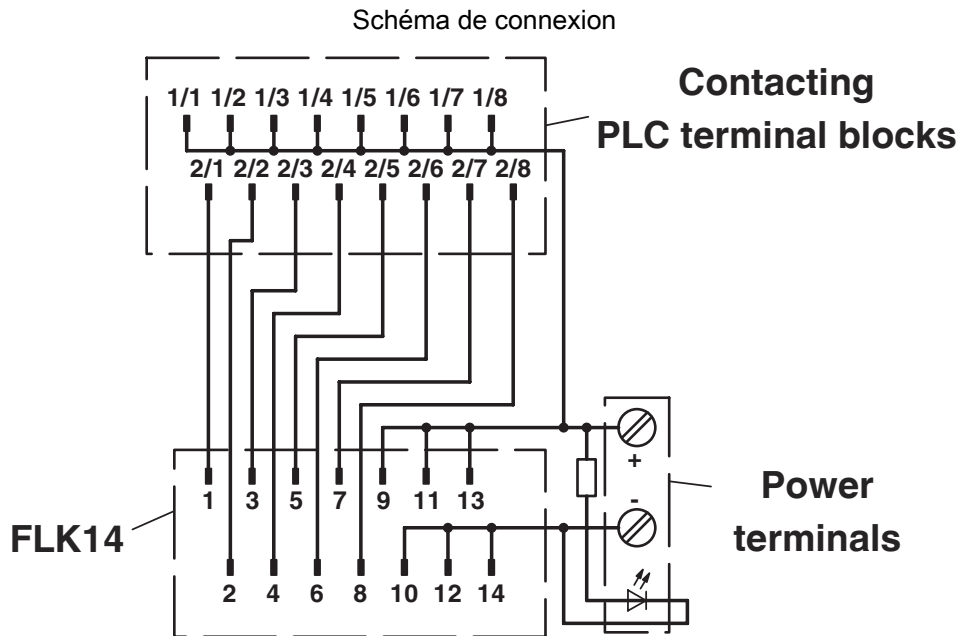 Schéma de connexion
Contacting
PLC terminal blocks
1/1 1/2 1/3 1/4 1/5 1/6 1/7 1/8
2/1 2/2 2/3 2/4 2/5 2/6 2/7 2/8
+
-
Power
terminals
FLK14
1 3 5 7 9 11 13
2 4 6 8 10 12 14